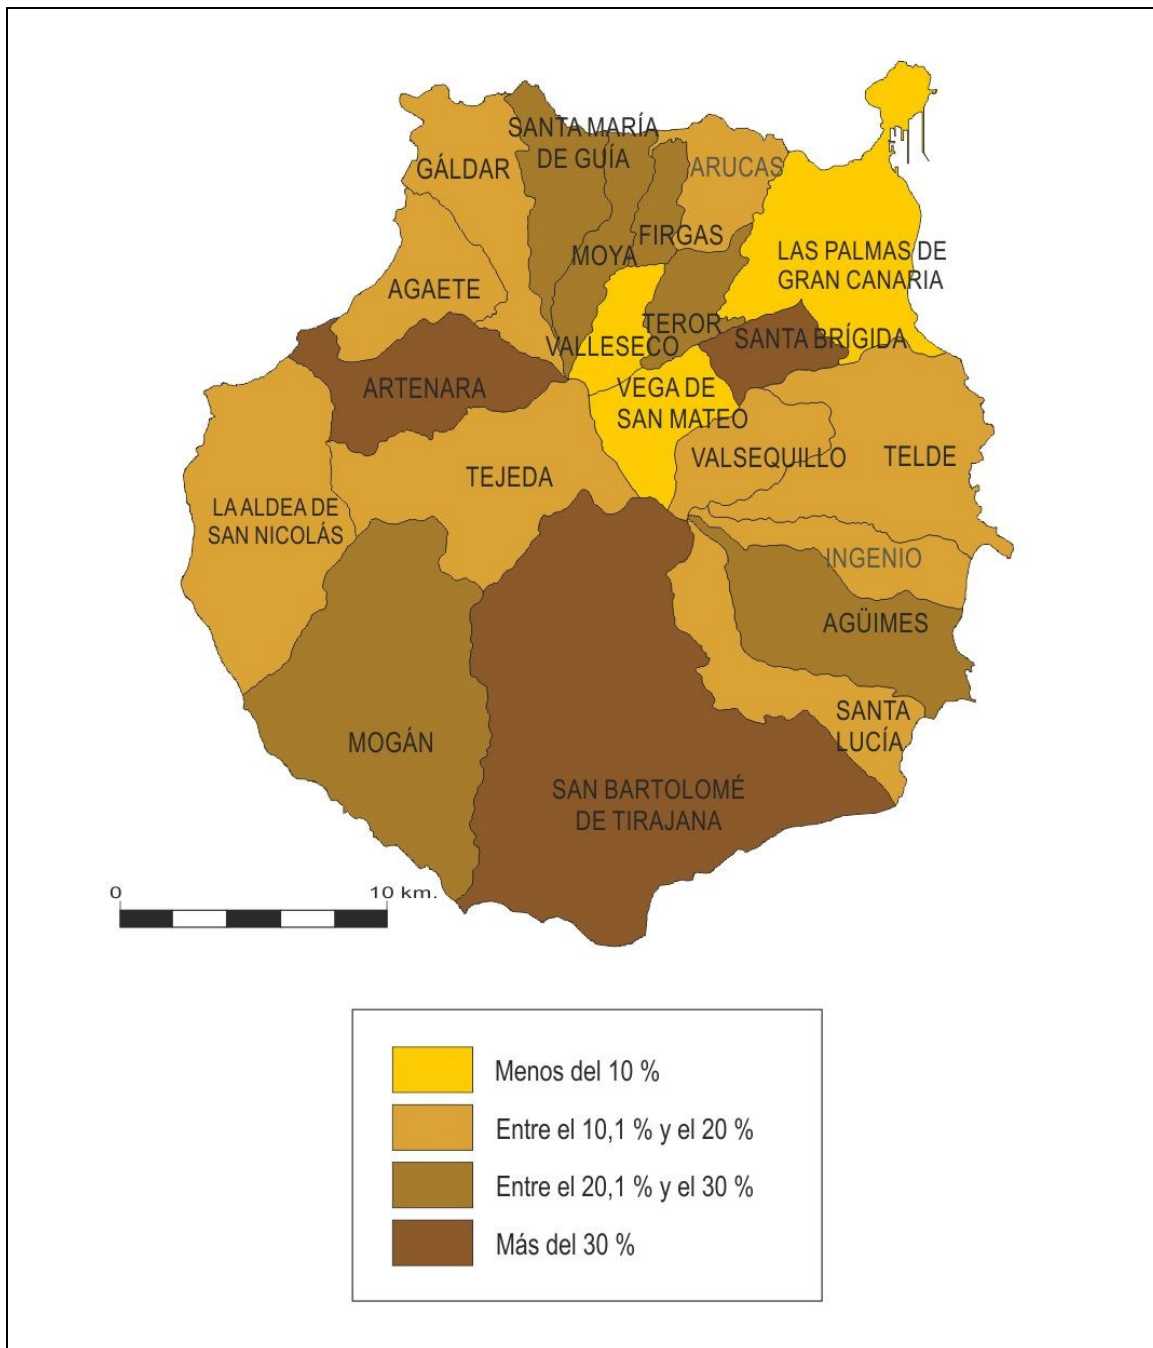 SANTA MARÍA
DE GUÍA
GÁLDAR
ARUCAS
FIRGAS
MOYA
LAS PALMAS DE
GRAN CANARIA
AGAETE
TEROR
VALLESECO
SANTA BRÍGIDA
ARTENARA
VEGA DE
SAN MATEO
VALSEQUILLO
TELDE
TEJEDA
LA ALDEA DE
SAN NICOLÁS
INGENIO
AGÜIMES
SANTA
LUCÍA
MOGÁN
SAN BARTOLOMÉ
DE TIRAJANA
0 10 km.
Menos del 10 %
Entre el 10,1 % y el 20 %
Entre el 20,1 % y el 30 %
Más del 30 %